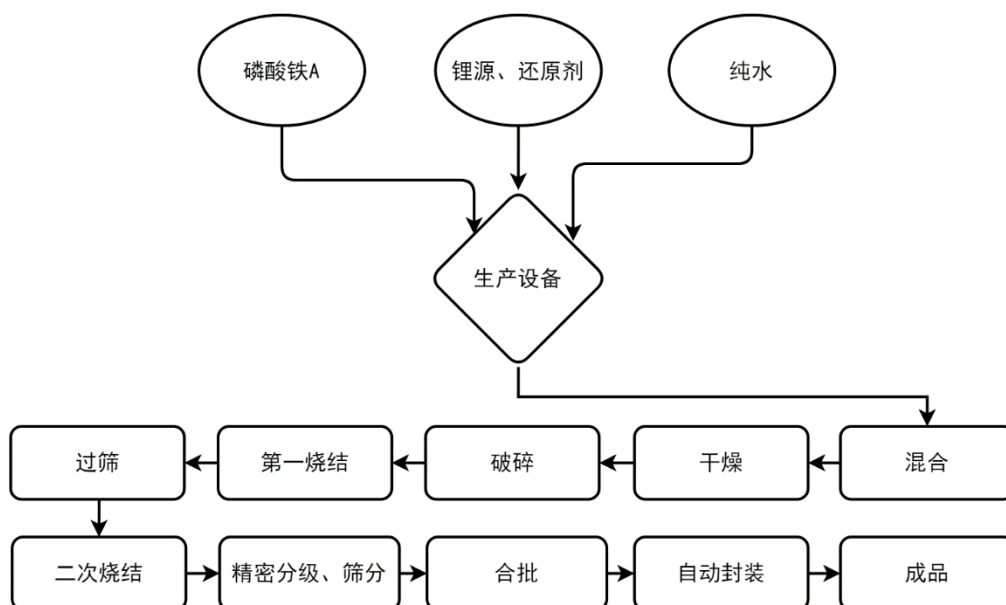 磷酸铁A
锂源、还原剂
纯水
生产设备
过筛
第一烧结
破碎
干燥
混合
二次烧结
精密分级、筛分
合批
自动封装
成品